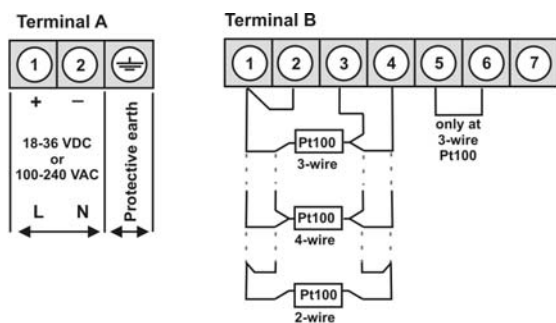 Terminal A
1 2
+ –
18-36 VDC
or
100-240 VAC
L N
Protective earth
Terminal B
1 2 3 4 5 6 7
Pt100
3-wire
only at
3-wire
Pt100
Pt100
4-wire
Pt100
2-wire